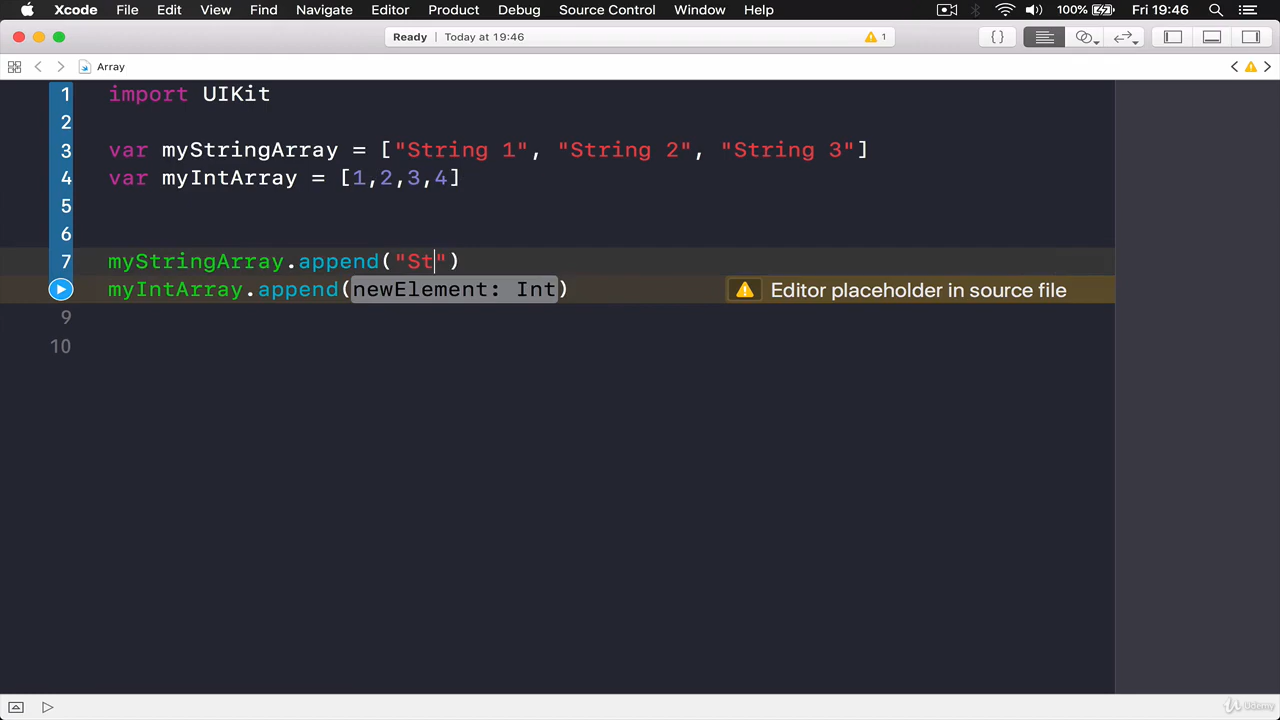 Xcode File Edit View Find Navigate Editor Product Debug Source Control Window Help 100% Fri 19:46
Ready Today at 19:46 1
Array
1 import UIKit
2
3 var myStringArray = ["String 1", "String 2", "String 3"]
4 var myIntArray = [1,2,3,4]
5
6
7 myStringArray.append("St")
myIntArray.append(newElement: Int) Editor placeholder in source file
9
10
Udemy